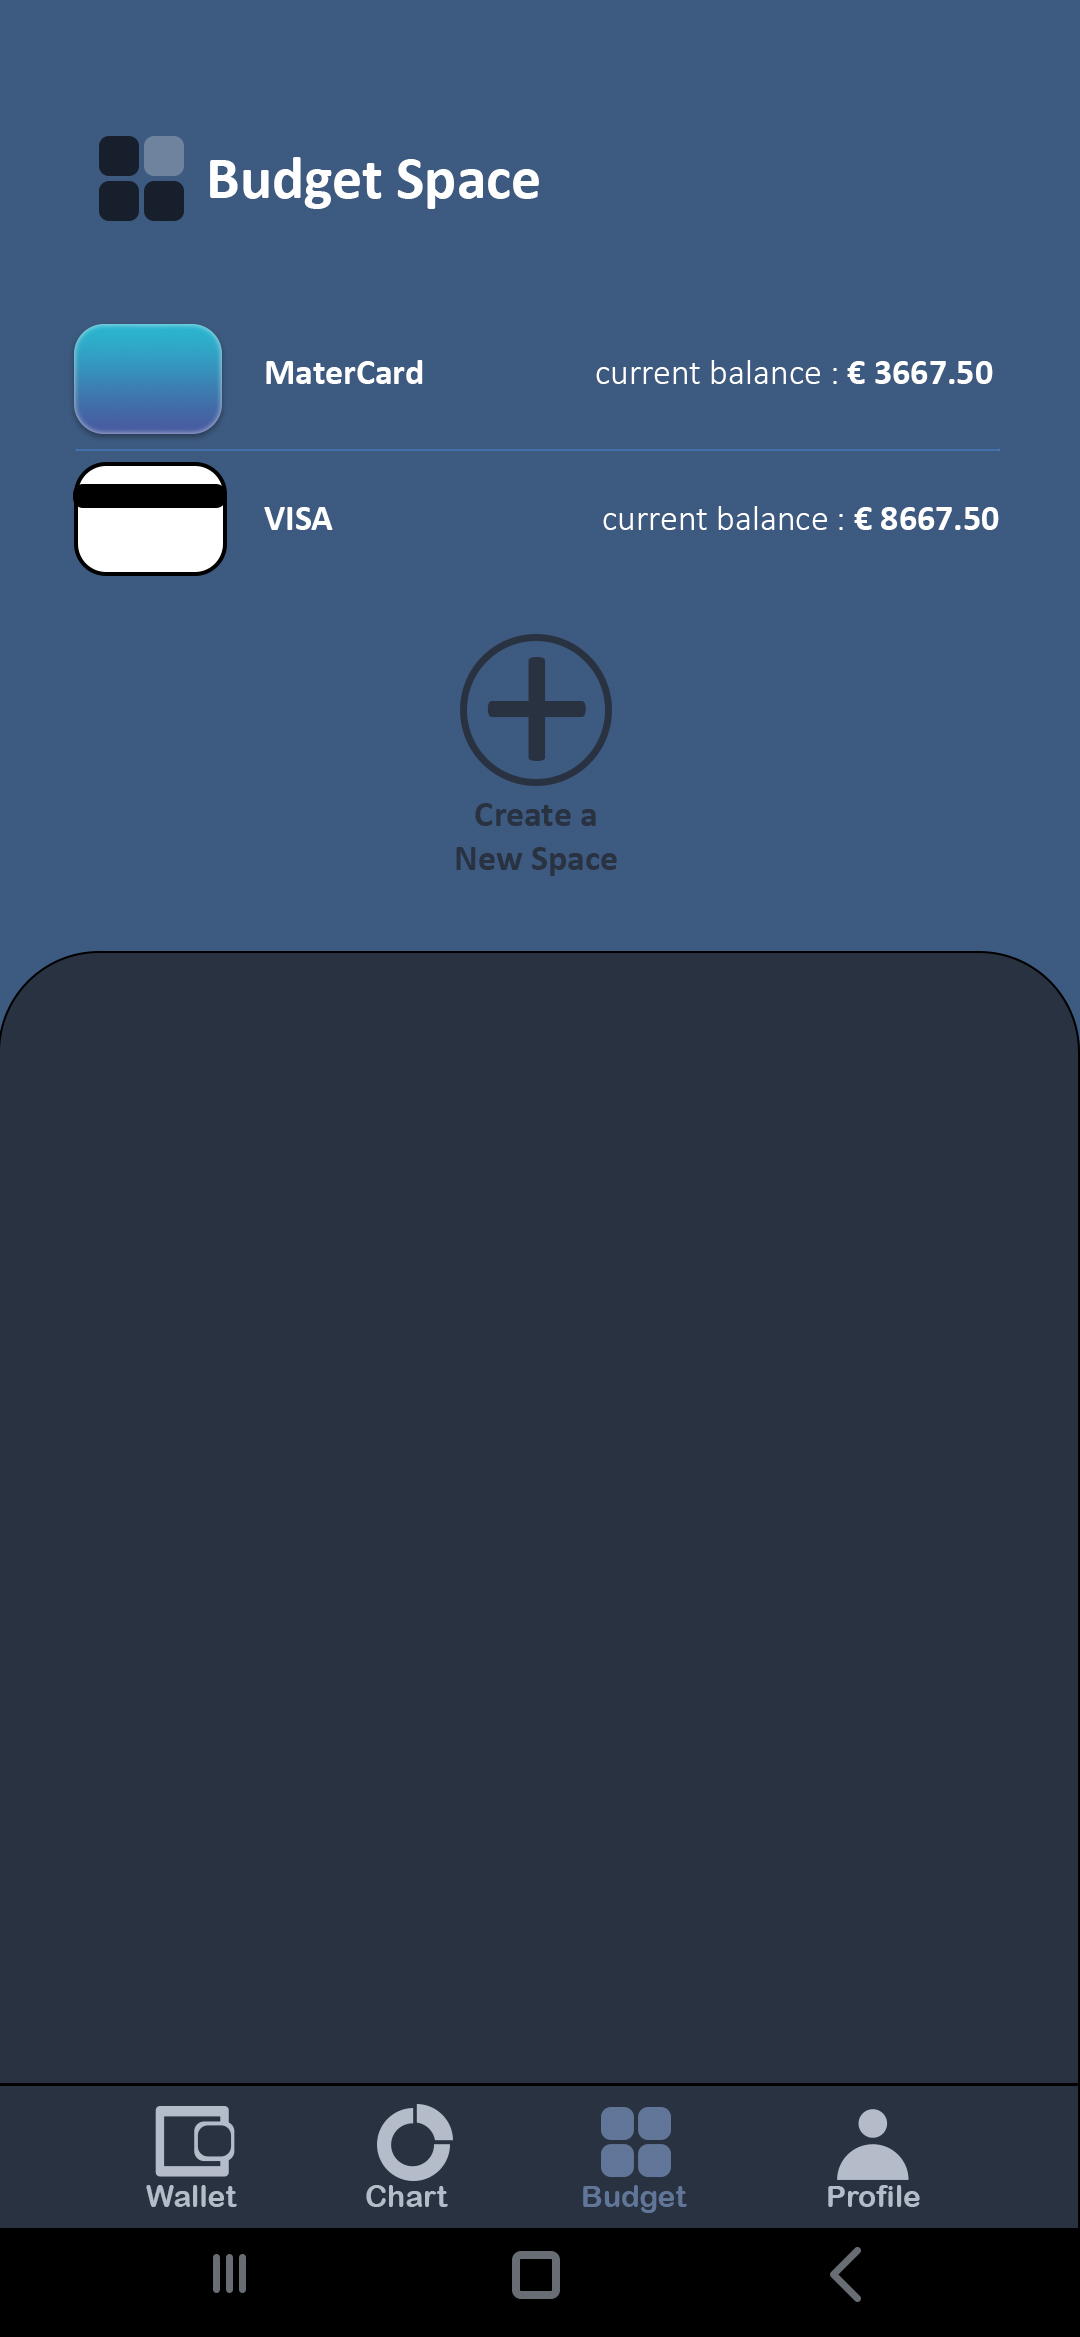 Budget Space
MaterCard current balance : € 3667.50
VISA current balance : € 8667.50
Create a
New Space
Wallet Chart Budget Profile